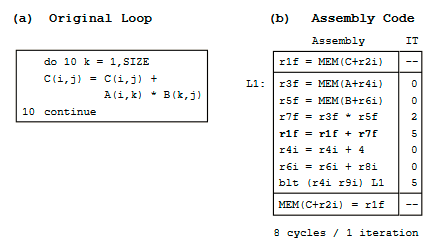 (a) Original Loop
do 10 k = 1,SIZE
C(i,j) = C(i,j) +
A(i,k) * B(k,j)
10 continue
(b) Assembly Code
Assembly IT
r1f = MEM(C+r2i) --
L1: r3f = MEM(A+r4i) 0
r5f = MEM(B+r6i) 0
r7f = r3f * r5f 2
r1f = r1f + r7f 5
r4i = r4i + 4 0
r6i = r6i + r8i 0
blt (r4i r9i) L1 5
MEM(C+r2i) = r1f --
8 cycles / 1 iteration